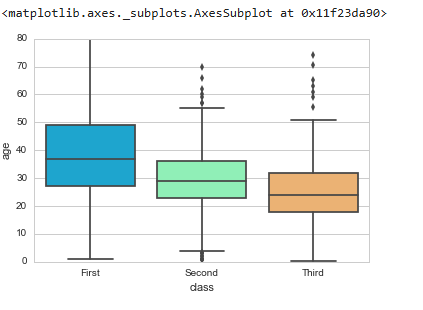 <matplotlib.axes._subplots.AxesSubplot at 0x11f23da90>
80
70
60
50
40
30
20
10
0
age
First Second Third
class